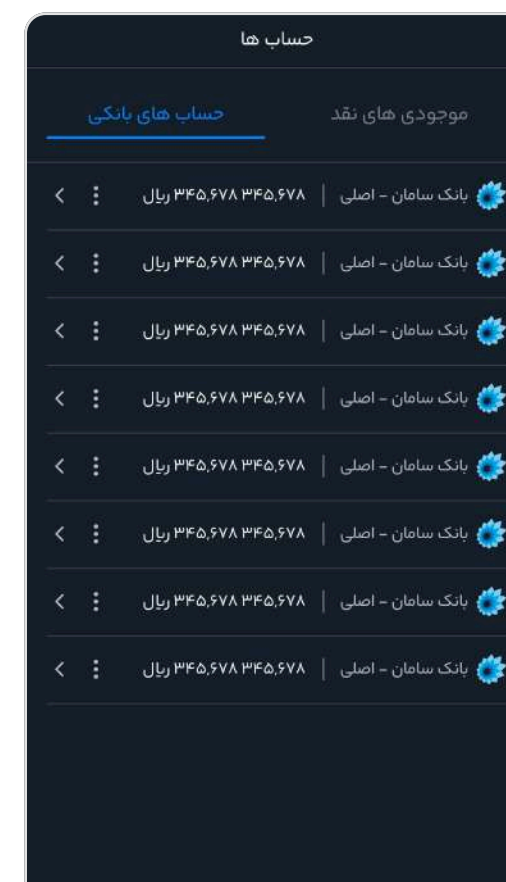 حساب ها
موجودی های نقد
حساب های بانکی
بانک سامان - اصلی | ۳۴۵,۶۷۸ ۳۴۵,۶۷۸ ریال
بانک سامان - اصلی | ۳۴۵,۶۷۸ ۳۴۵,۶۷۸ ریال
بانک سامان - اصلی | ۳۴۵,۶۷۸ ۳۴۵,۶۷۸ ریال
بانک سامان - اصلی | ۳۴۵,۶۷۸ ۳۴۵,۶۷۸ ریال
بانک سامان - اصلی | ۳۴۵,۶۷۸ ۳۴۵,۶۷۸ ریال
بانک سامان - اصلی | ۳۴۵,۶۷۸ ۳۴۵,۶۷۸ ریال
بانک سامان - اصلی | ۳۴۵,۶۷۸ ۳۴۵,۶۷۸ ریال
بانک سامان - اصلی | ۳۴۵,۶۷۸ ۳۴۵,۶۷۸ ریال